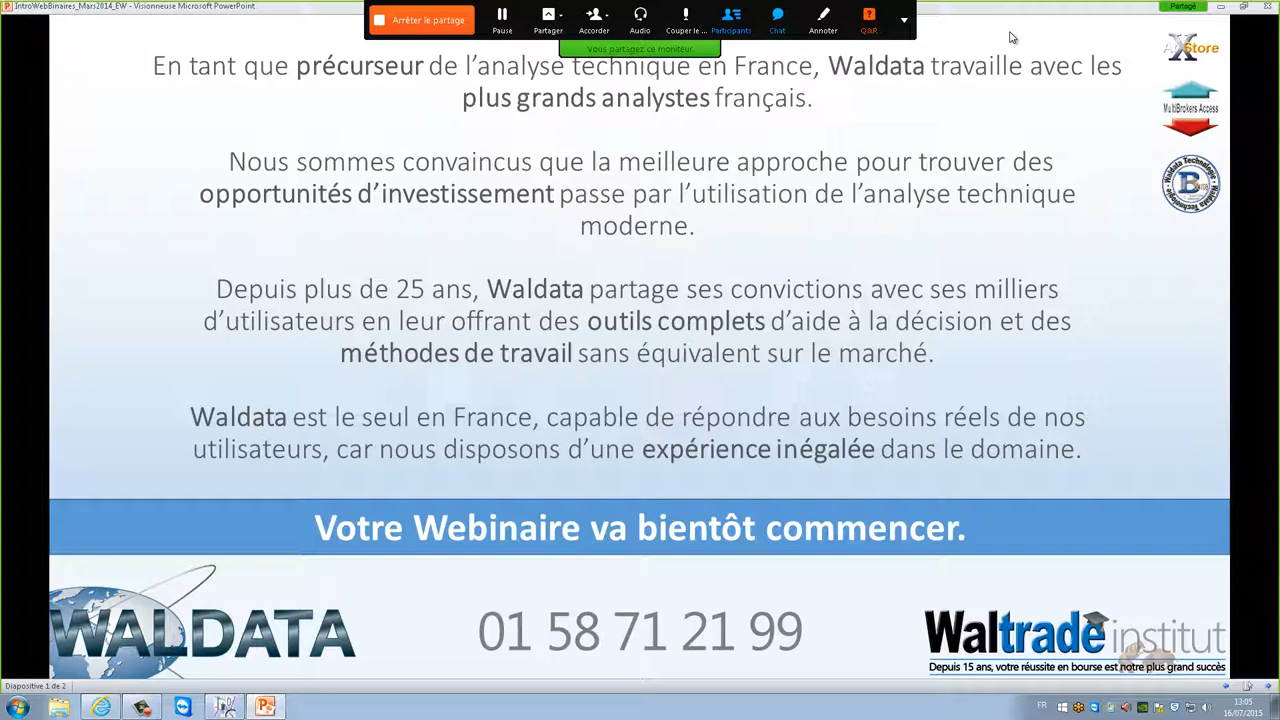 IntroWebBinaires_Mars2014_EW - Visionneuse Microsoft PowerPoint
Partagé
Arrêter le partage
Pause
Partager
Accorder
Audio
Couper le ...
Participants
Chat
Annoter
Q&R
Vous partagez ce moniteur.
En tant que précurseur de l'analyse technique en France, Waldata travaille avec les
plus grands analystes français.
Store
MultiBrokers Access
Nous sommes convaincus que la meilleure approche pour trouver des
opportunités d'investissement passe par l'utilisation de l'analyse technique
moderne.
Waldata Technology - Waldata Technology
B
Depuis plus de 25 ans, Waldata partage ses convictions avec ses milliers
d'utilisateurs en leur offrant des outils complets d'aide à la décision et des
méthodes de travail sans équivalent sur le marché.
Waldata est le seul en France, capable de répondre aux besoins réels de nos
utilisateurs, car nous disposons d'une expérience inégalée dans le domaine.
Votre Webinaire va bientôt commencer.
WALDATA
01 58 71 21 99
Waltrade institut
Depuis 15 ans, votre réussite en bourse est notre plus grand succès
Diapositive 1 de 2
FR
13:05
16/07/2015